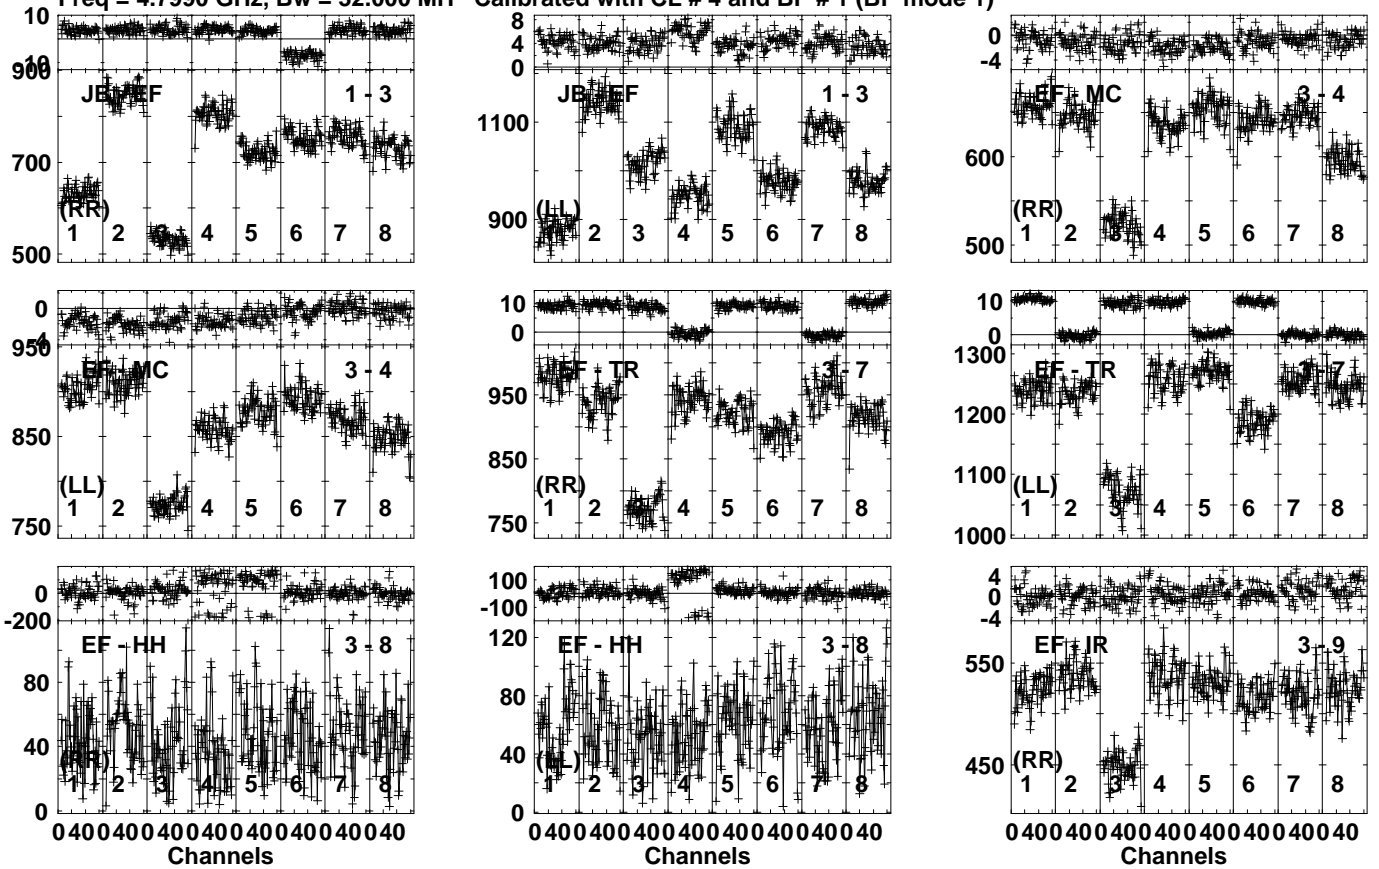 Freq = 4.7990 GHz, Bw = 32.000 MH Calibrated with CL # 4 and BP # 1 (BP mode 1)
10
-10
900
700
500
JB - EF 1 - 3
(RR)
1 2 3 4 5 6 7 8
8
4
0
1100
900
JB - EF 1 - 3
(LL)
1 2 3 4 5 6 7 8
0
-4
600
500
EF - MC 3 - 4
(RR)
1 2 3 4 5 6 7 8
0
-4
950
850
750
EF - MC 3 - 4
(LL)
1 2 3 4 5 6 7 8
10
0
950
850
750
EF - TR 3 - 7
(RR)
1 2 3 4 5 6 7 8
10
0
1300
1200
1100
1000
EF - TR 3 - 7
(LL)
1 2 3 4 5 6 7 8
0
-200
80
40
0
EF - HH 3 - 8
(RR)
1 2 3 4 5 6 7 8
100
-100
120
80
40
0
EF - HH 3 - 8
(LL)
1 2 3 4 5 6 7 8
4
0
-4
550
450
EF - IR 3 - 9
(RR)
1 2 3 4 5 6 7 8
0 40 0 40 0 40 0 40 0 40 0 40 0 40 0 40
Channels
0 40 0 40 0 40 0 40 0 40 0 40 0 40 0 40
Channels
0 40 0 40 0 40 0 40 0 40 0 40 0 40 0 40
Channels